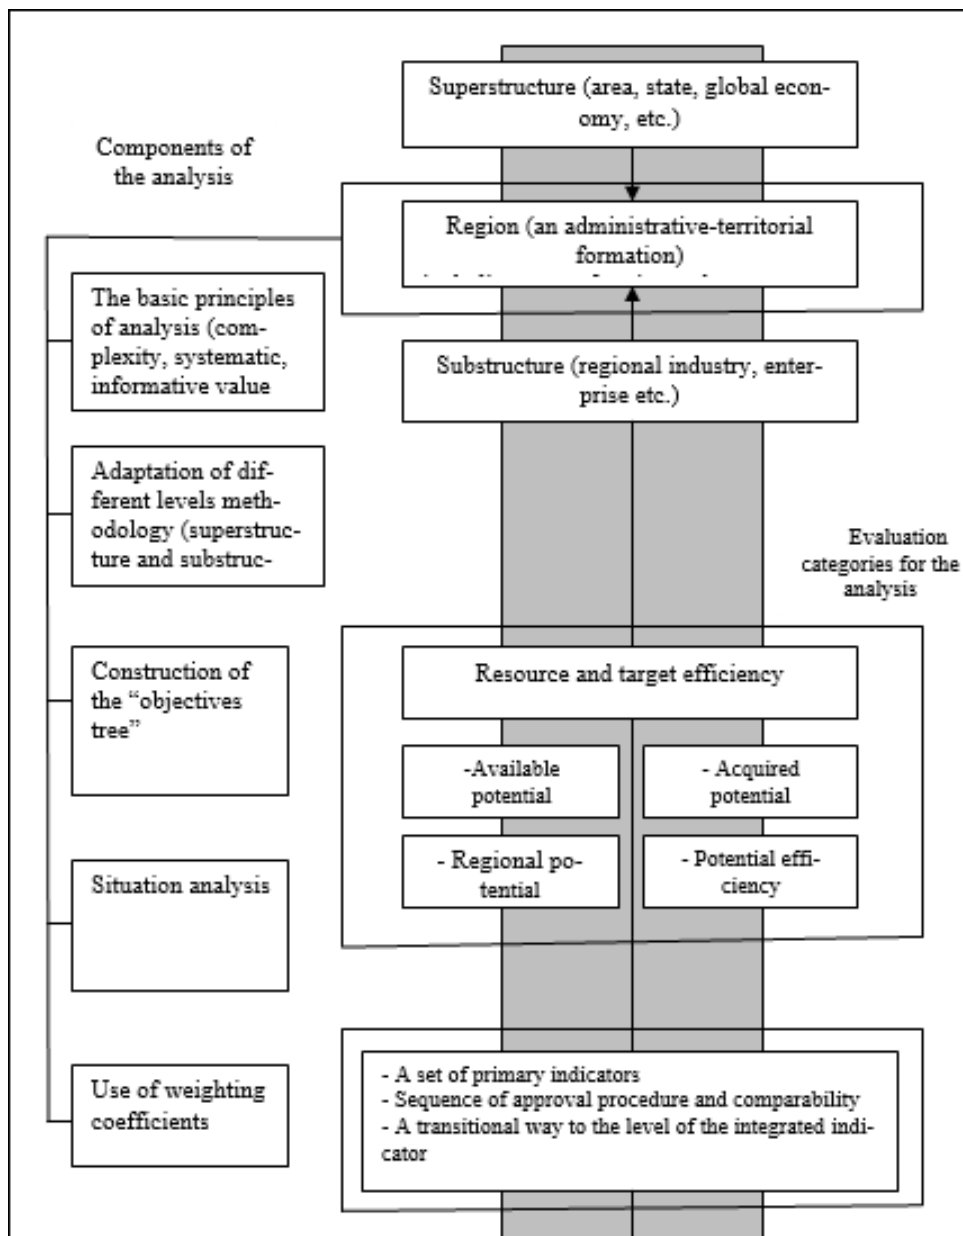 Superstructure (area, state, global econ-
omy, etc.)
Components of
the analysis
Region (an administrative-territorial
formation)
The basic principles
of analysis (com-
plexity, systematic,
informative value
Substructure (regional industry, enter-
prise etc.)
Adaptation of dif-
ferent levels meth-
odology (superstruc-
ture and substruc-
Evaluation
categories for the
analysis
Construction of
the “objectives
tree”
Resource and target efficiency
-Available
potential
- Acquired
potential
- Regional po-
tential
- Potential effi-
ciency
Situation analysis
Use of weighting
coefficients
- A set of primary indicators
- Sequence of approval procedure and comparability
- A transitional way to the level of the integrated indi-
cator